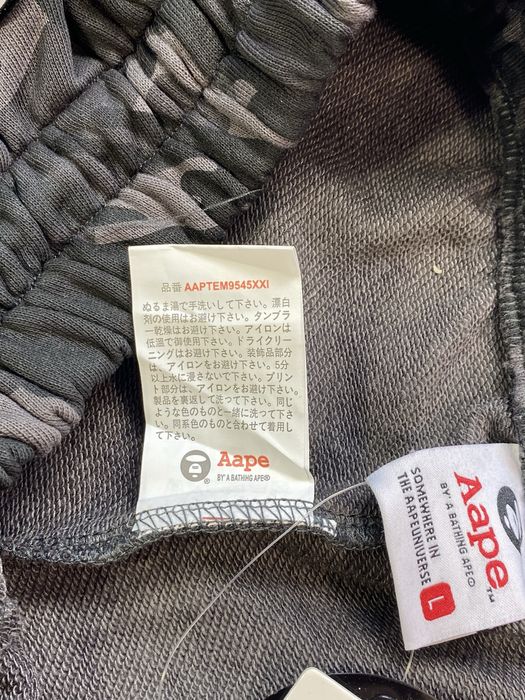 品番 AAPTEM9545XXI
ぬるま湯で手洗いして下さい。漂白
剤の使用はお避け下さい。タンブラ
ー乾燥はお避け下さい。アイロンは
低温で御使用下さい。ドライクリー
ニングはお避け下さい。装飾品部分
は、アイロンをお避け下さい。5分
以上水に浸さないで下さい。プリン
ト部分は、アイロンをお避け下さい。
製品を裏返して洗って下さい。同じ
ような色のものと一緒に洗って下さ
い。同系色のものと合わせて着用し
て下さい。
Aape
BY A BATHING APE®
Aape™
BY A BATHING APE®
SOMEWHERE IN
THE AAPEUNIVERSE
L